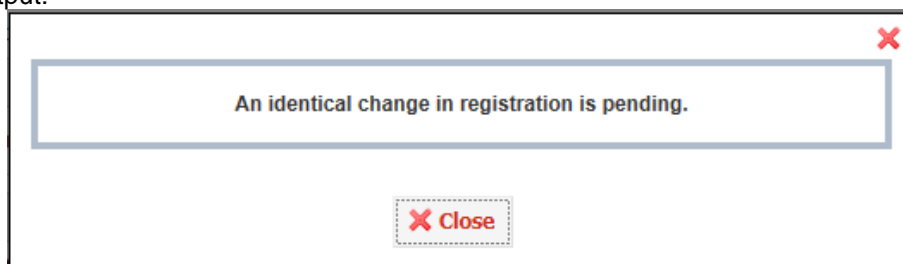 An identical change in registration is pending.
Close